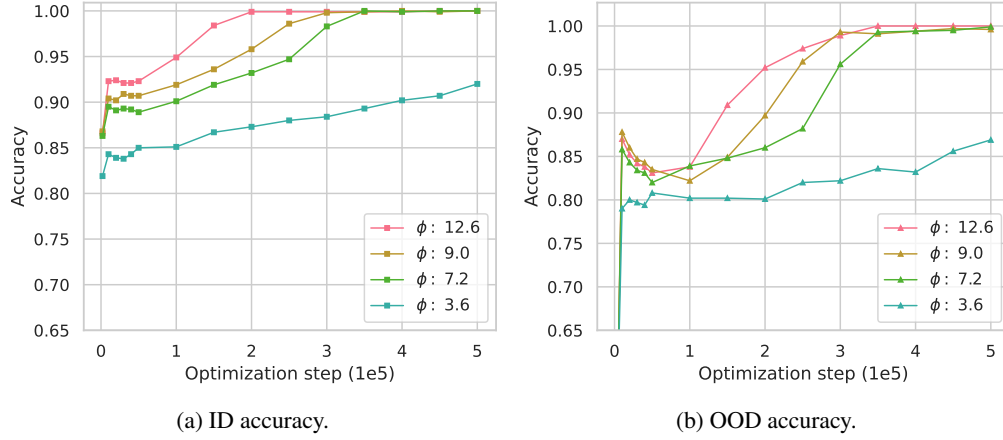 1.00
0.95
0.90
0.85
0.80
0.75
0.70
0.65
Accuracy
0 1 2 3 4 5
Optimization step (1e5)
ϕ : 12.6
ϕ : 9.0
ϕ : 7.2
ϕ : 3.6
(a) ID accuracy.
1.00
0.95
0.90
0.85
0.80
0.75
0.70
0.65
Accuracy
0 1 2 3 4 5
Optimization step (1e5)
ϕ : 12.6
ϕ : 9.0
ϕ : 7.2
ϕ : 3.6
(b) OOD accuracy.